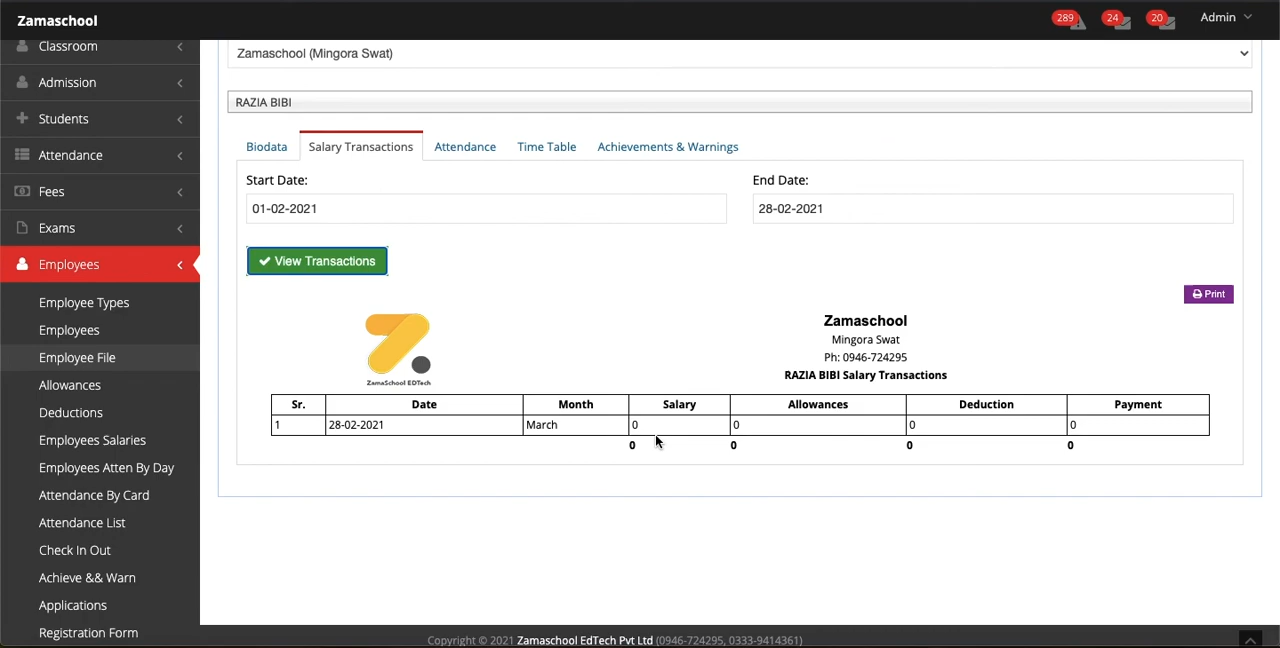 Zamaschool
289
24
20
Admin
Classroom
Admission
Students
Attendance
Fees
Exams
Employees
Employee Types
Employees
Employee File
Allowances
Deductions
Employees Salaries
Employees Atten By Day
Attendance By Card
Attendance List
Check In Out
Achieve && Warn
Applications
Registration Form
Zamaschool (Mingora Swat)
RAZIA BIBI
Biodata Salary Transactions Attendance Time Table Achievements & Warnings
Start Date: End Date:
01-02-2021 28-02-2021
View Transactions
Print
ZamaSchool EDTech
Zamaschool
Mingora Swat
Ph: 0946-724295
RAZIA BIBI Salary Transactions
Sr. Date Month Salary Allowances Deduction Payment
1 28-02-2021 March 0 0 0 0
0 0 0 0
Copyright © 2021 Zamaschool EdTech Pvt Ltd (0946-724295, 0333-9414361)